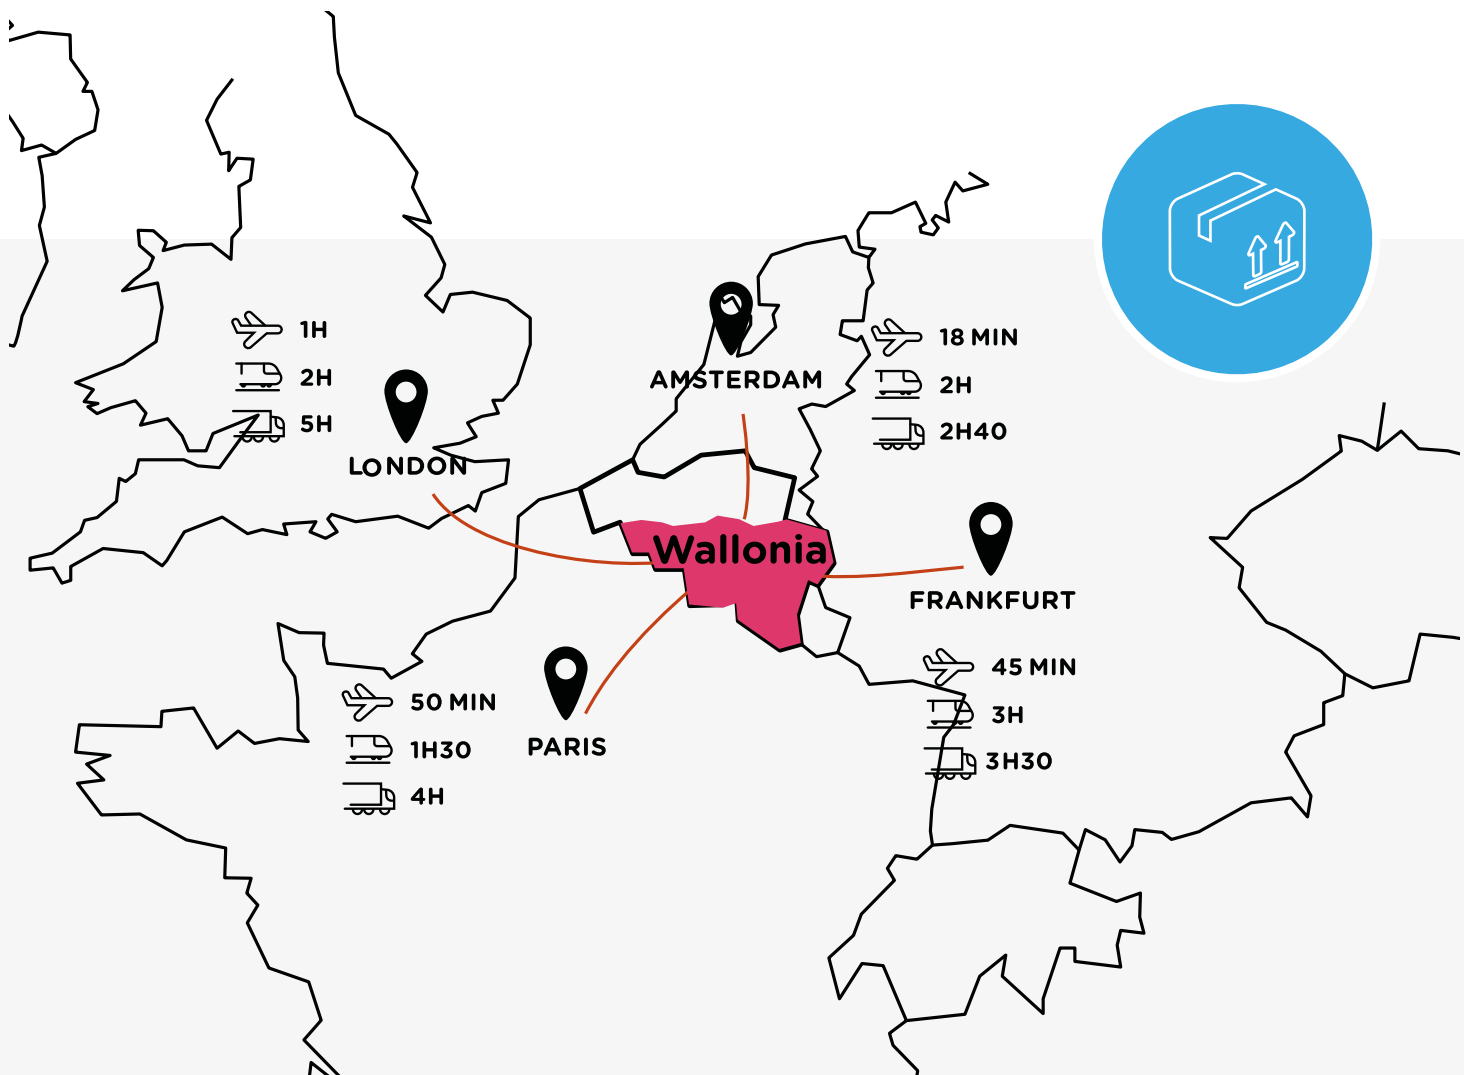 1H
2H
5H
LONDON
AMSTERDAM
18 MIN
2H
2H40
Wallonia
FRANKFURT
45 MIN
3H
3H30
PARIS
50 MIN
1H30
4H